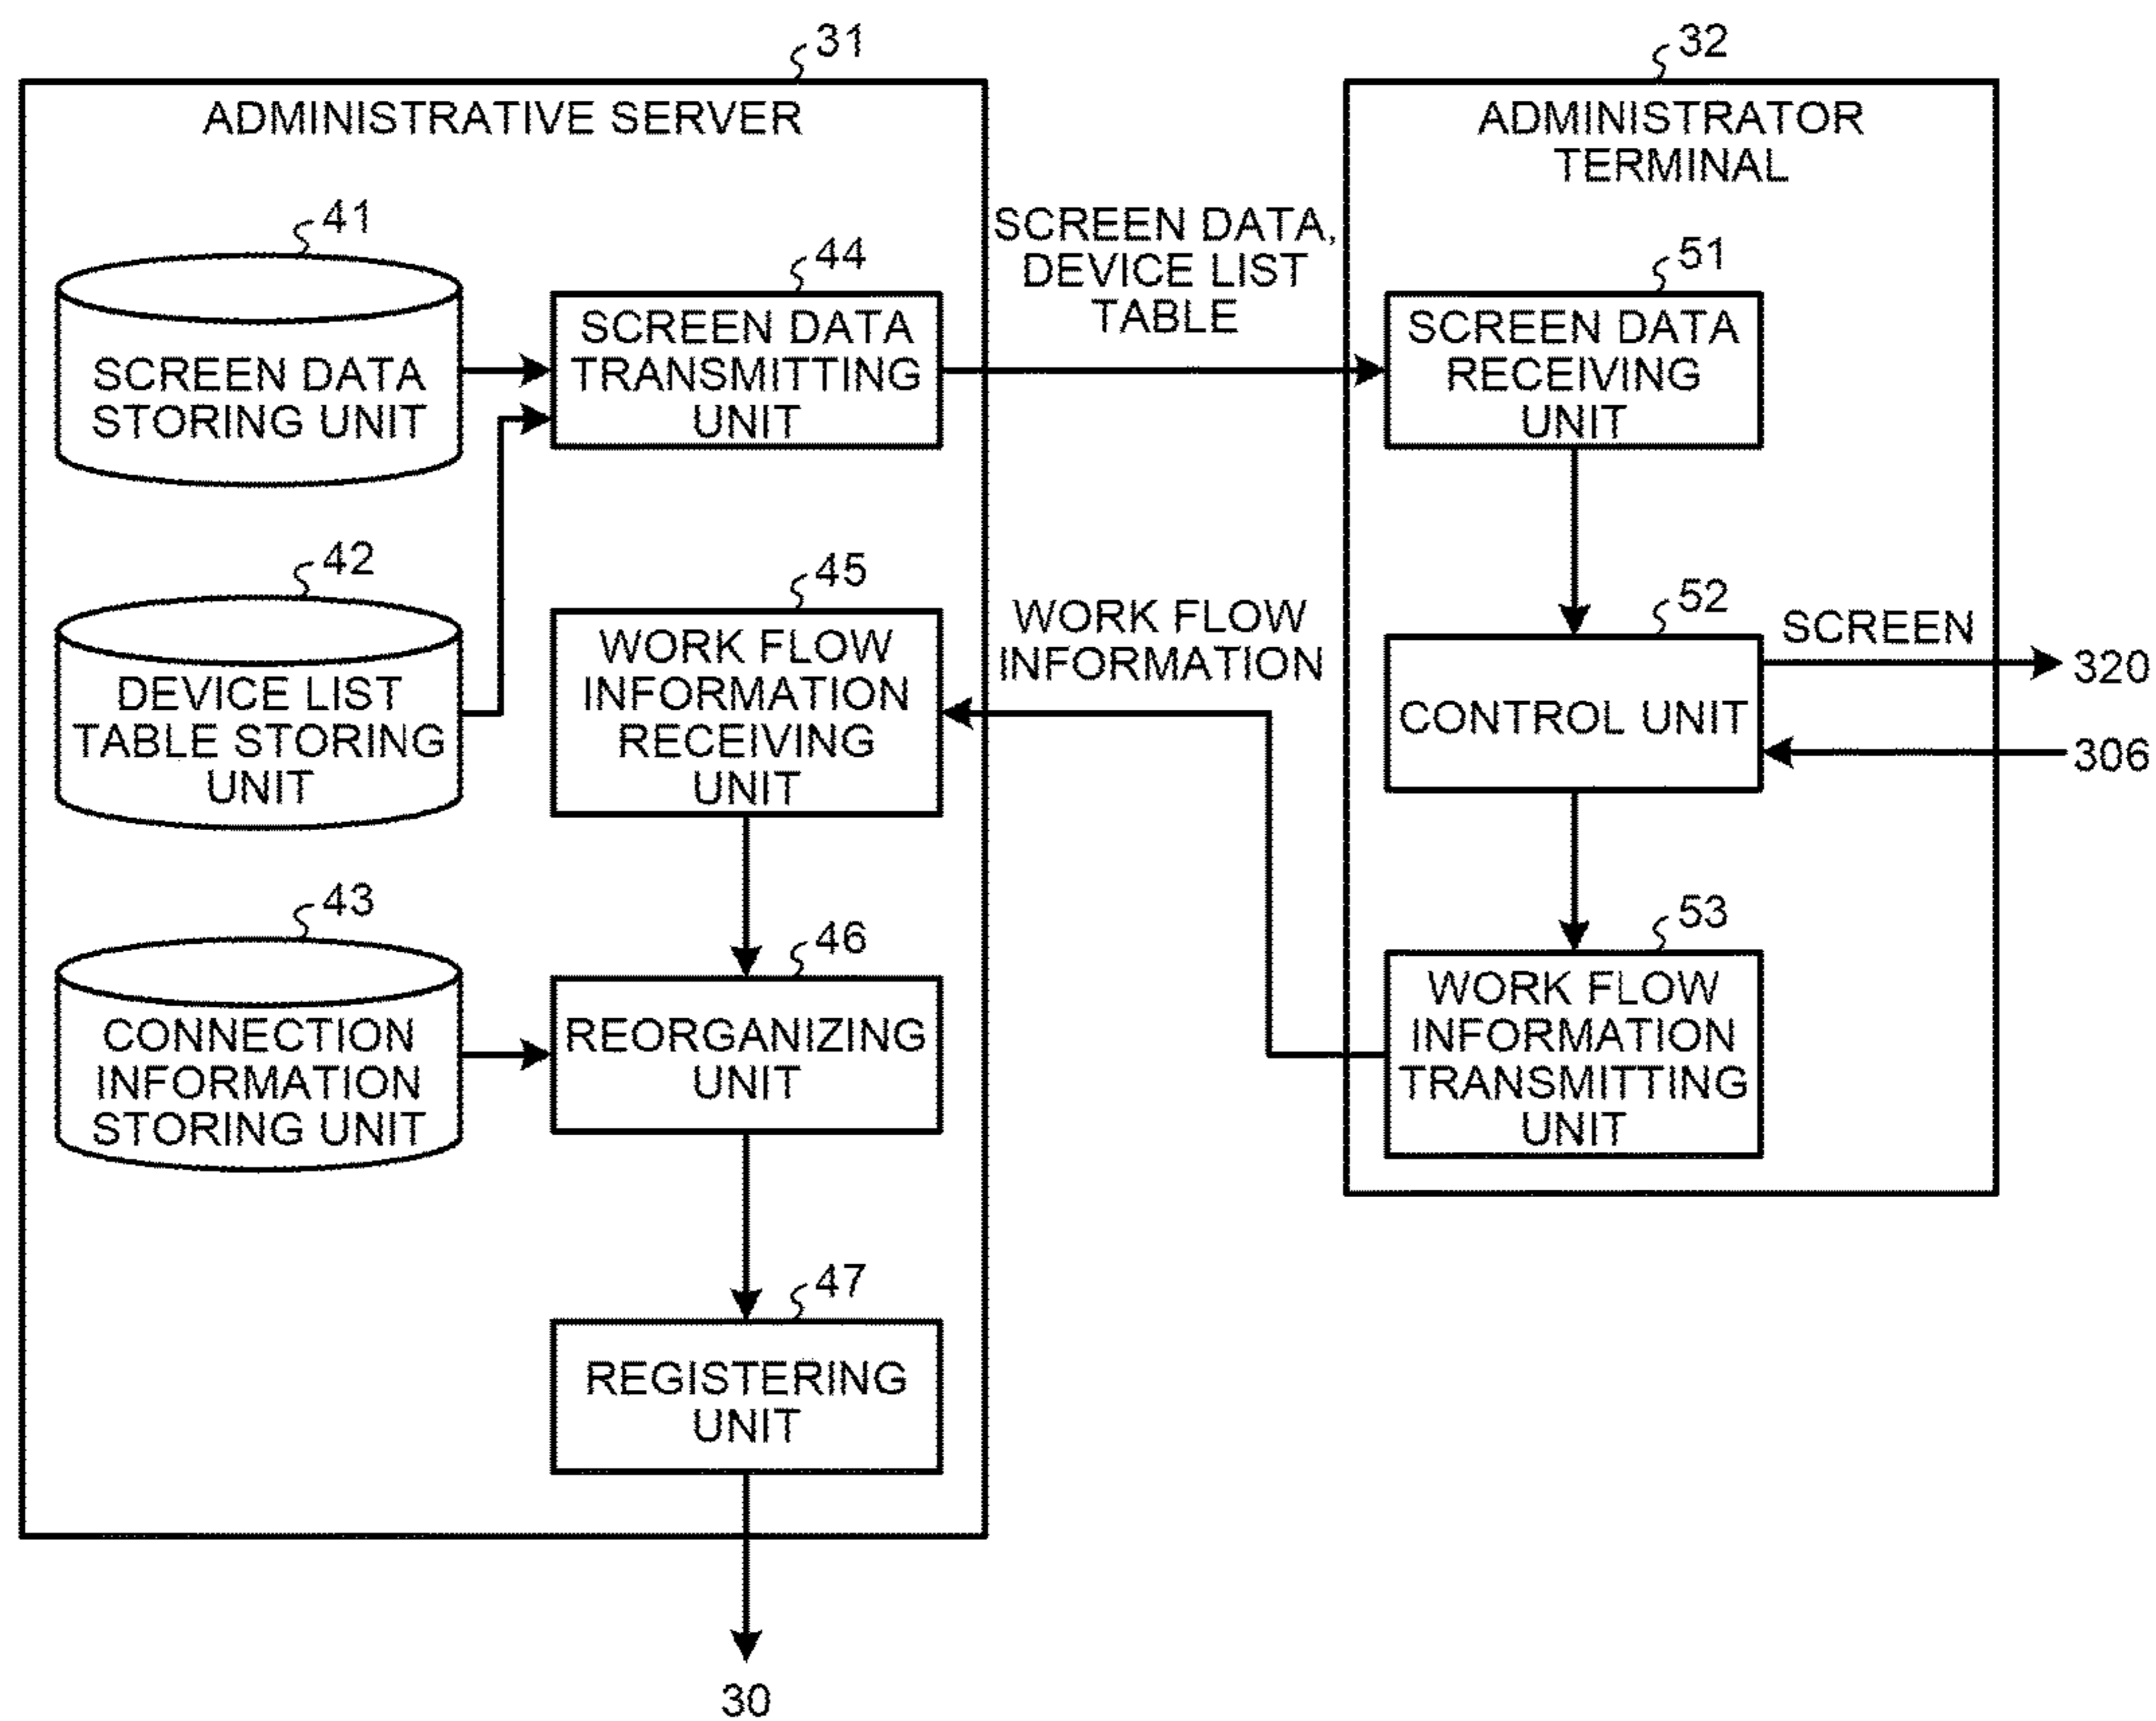 31
ADMINISTRATIVE SERVER
41
SCREEN DATA
STORING UNIT
44
SCREEN DATA
TRANSMITTING
UNIT
42
DEVICE LIST
TABLE STORING
UNIT
45
WORK FLOW
INFORMATION
RECEIVING
UNIT
43
CONNECTION
INFORMATION
STORING UNIT
46
REORGANIZING
UNIT
47
REGISTERING
UNIT
30
SCREEN DATA,
DEVICE LIST
TABLE
WORK FLOW
INFORMATION
32
ADMINISTRATOR
TERMINAL
51
SCREEN DATA
RECEIVING
UNIT
52
CONTROL UNIT
SCREEN
320
306
53
WORK FLOW
INFORMATION
TRANSMITTING
UNIT